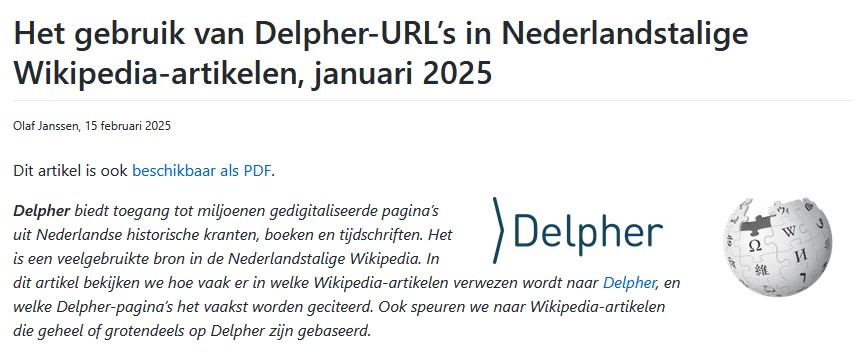 Het gebruik van Delpher-URL’s in Nederlandstalige
Wikipedia-artikelen, januari 2025
Olaf Janssen, 15 februari 2025
Dit artikel is ook beschikbaar als PDF.
Delpher biedt toegang tot miljoenen gedigitaliseerde pagina’s
uit Nederlandse historische kranten, boeken en tijdschriften. Het
is een veelgebruikte bron in de Nederlandstalige Wikipedia. In
dit artikel bekijken we hoe vaak er in welke Wikipedia-artikelen verwezen wordt naar Delpher, en
welke Delpher-pagina’s het vaakst worden geciteerd. Ook speuren we naar Wikipedia-artikelen
die geheel of grotendeels op Delpher zijn gebaseerd.
Delpher
Ω W И 維